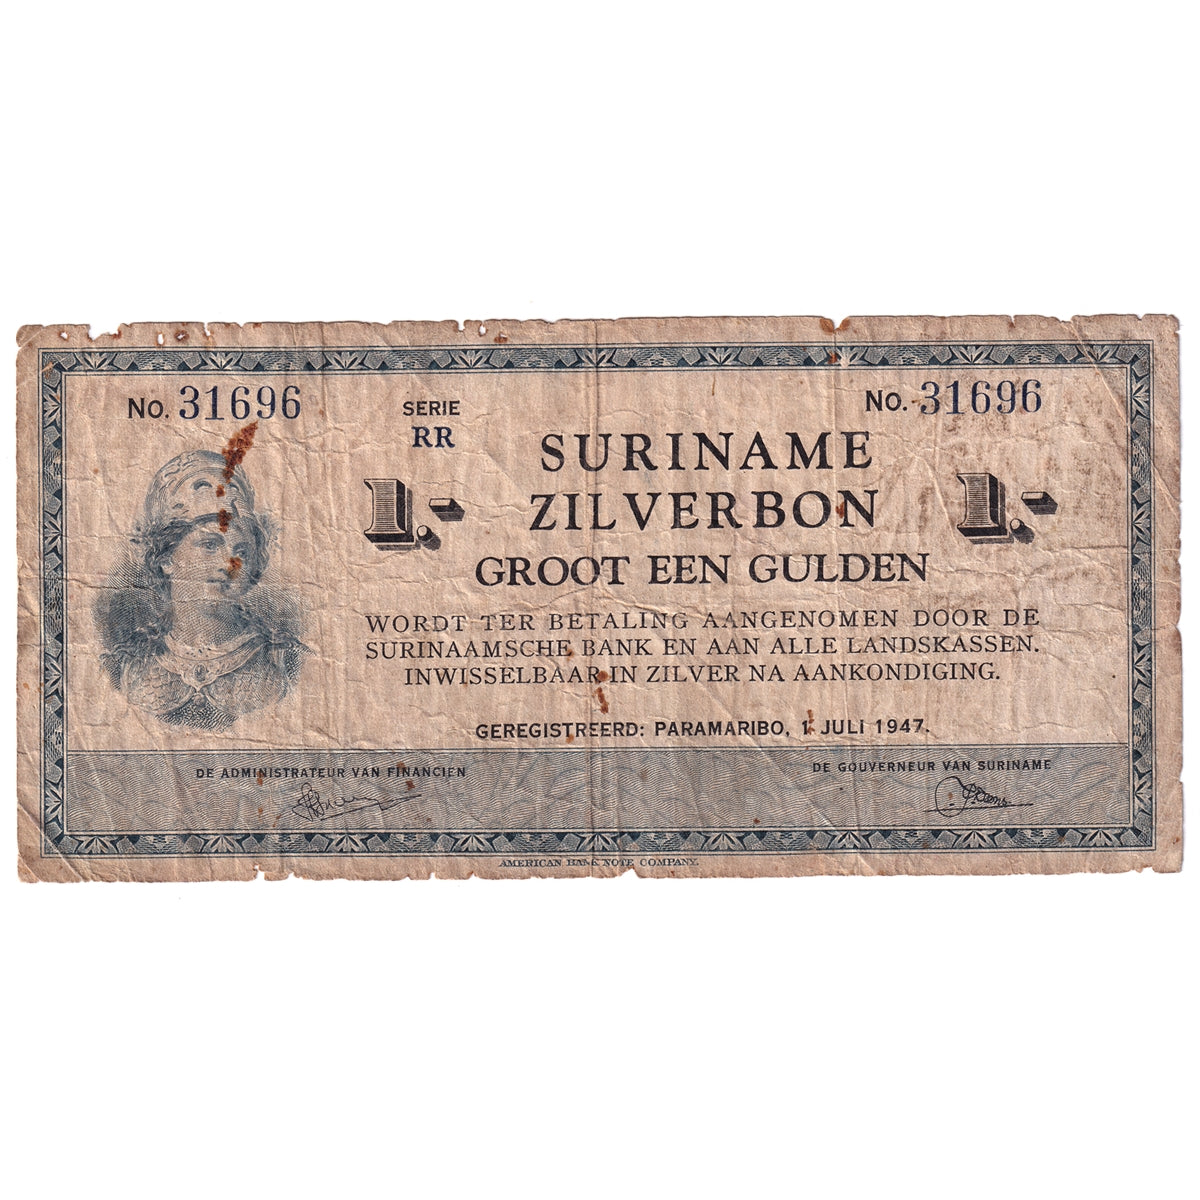 No. 31696
SERIE
RR
No. 31696
SURINAME
1.-
ZILVERBON
1.-
GROOT EEN GULDEN
WORDT TER BETALING AANGENOMEN DOOR DE
SURINAAMSCHE BANK EN AAN ALLE LANDSKASSEN.
INWISSELBAAR IN ZILVER NA AANKONDIGING.
GEREGISTREERD: PARAMARIBO, 1 JULI 1947.
DE ADMINISTRATEUR VAN FINANCIEN
DE GOUVERNEUR VAN SURINAME
AMERICAN BANK NOTE COMPANY.